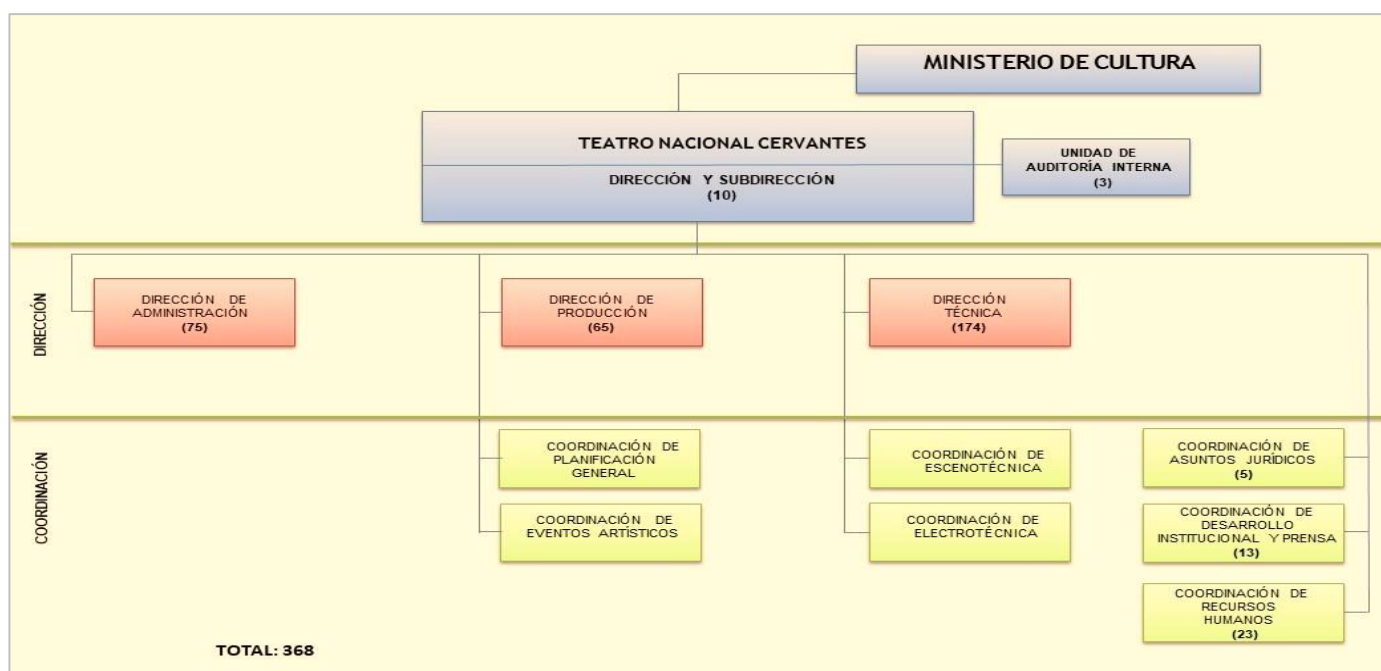 MINISTERIO DE CULTURA
TEATRO NACIONAL CERVANTES
DIRECCIÓN Y SUBDIRECCIÓN
(10)
UNIDAD DE
AUDITORÍA INTERNA
(3)
DIRECCIÓN
DIRECCIÓN DE
ADMINISTRACIÓN
(75)
DIRECCIÓN DE
PRODUCCIÓN
(65)
DIRECCIÓN
TÉCNICA
(174)
COORDINACIÓN
COORDINACIÓN DE
PLANIFICACIÓN
GENERAL
COORDINACIÓN DE
ESCENOTÉCNICA
COORDINACIÓN DE
ASUNTOS JURÍDICOS
(5)
COORDINACIÓN DE
EVENTOS ARTÍSTICOS
COORDINACIÓN DE
ELECTROTÉCNICA
COORDINACIÓN DE
DESARROLLO
INSTITUCIONAL Y PRENSA
(13)
COORDINACIÓN DE
RECURSOS
HUMANOS
(23)
TOTAL: 368